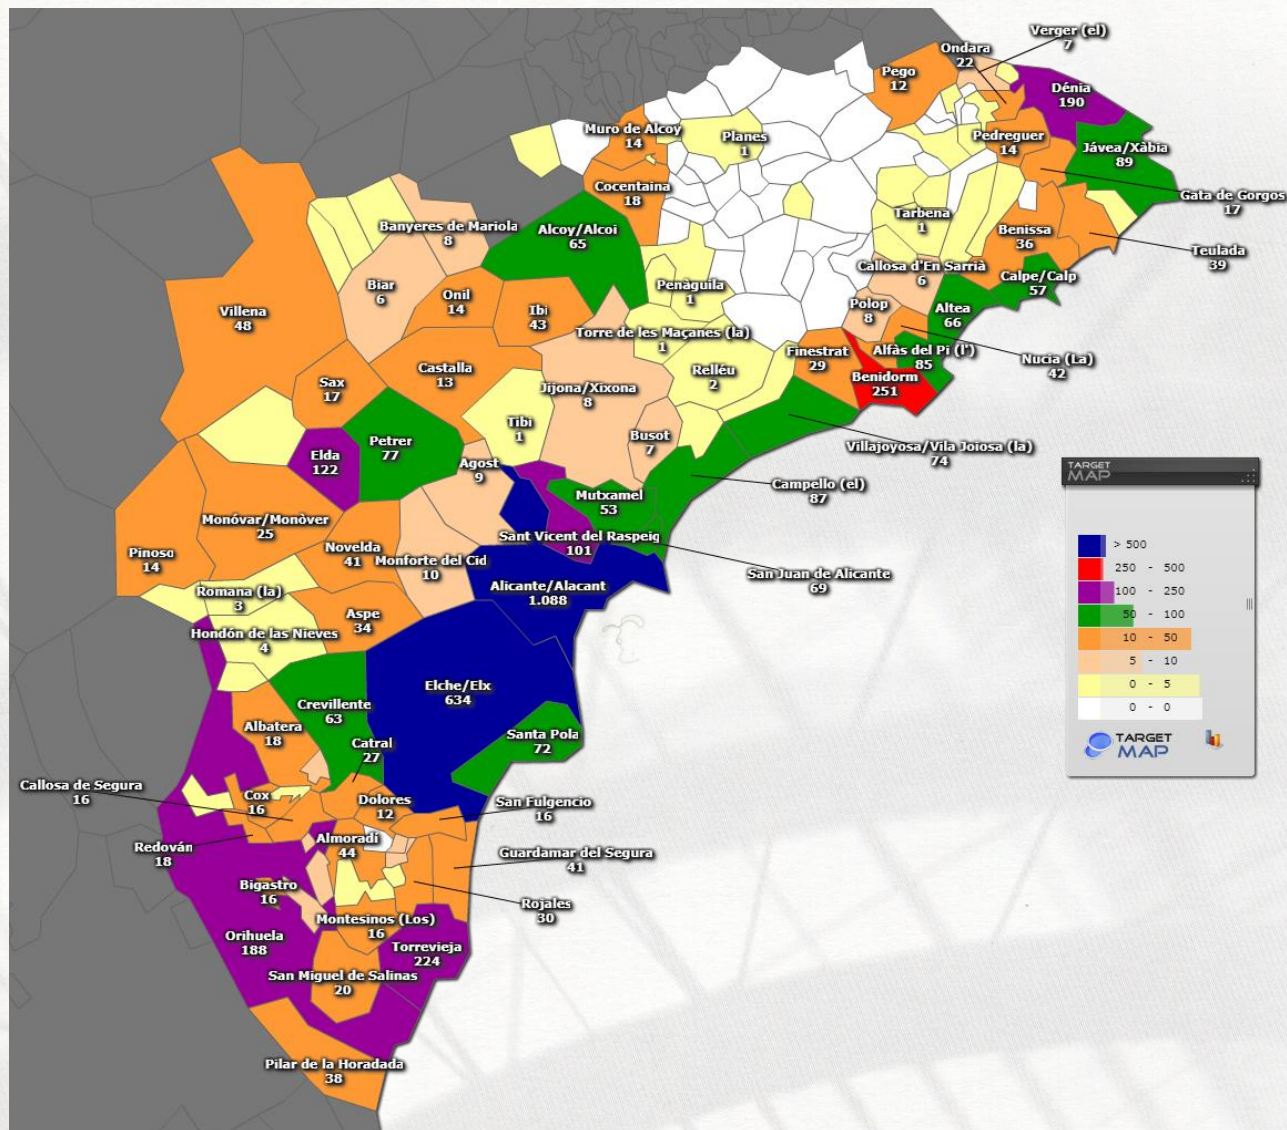 Verger (el)
7
Ondara
22
Pego
12
Dénia
190
Muro de Alcoy
14
Planes
1
Pedreguer
14
Jávea/Xàbia
89
Cocentaina
18
Gata de Gorgos
17
Banyeres de Mariola
8
Alcoy/Alcoi
65
Tarbena
1
Benissa
36
Teulada
39
Callosa d'En Sarrià
6
Calpe/Calp
57
Biar
6
Onil
14
Ibi
43
Penàguila
1
Polop
8
Altea
66
Villena
48
Torre de les Maçanes (la)
1
Finestrat
29
Alfàs del Pi (l')
85
Nucia (La)
42
Castalla
13
Relléu
2
Benidorm
251
Sax
17
Jijona/Xixona
8
Tibi
1
Busot
7
Petrer
77
Elda
122
Agost
9
Villajoyosa/Vila Joiosa (la)
74
Campello (el)
87
Mutxamel
53
Monóvar/Monòver
25
Sant Vicent del Raspeig
101
Pinoso
14
Novelda
41
Monforte del Cid
10
San Juan de Alicante
69
Alicante/Alacant
1.088
Romana (la)
3
Aspe
34
Hondón de las Nieves
4
Elche/Elx
634
Crevillente
63
Albatera
18
Santa Pola
72
Catral
27
Callosa de Segura
16
Cox
16
Dolores
12
San Fulgencio
16
Redován
18
Almoradí
44
Guardamar del Segura
41
Bigastro
16
Rojales
30
Montesinos (Los)
16
Orihuela
188
Torrevieja
224
San Miguel de Salinas
20
Pilar de la Horadada
38
TARGET
MAP
> 500
250 - 500
100 - 250
50 - 100
10 - 50
5 - 10
0 - 5
0 - 0
TARGET
MAP